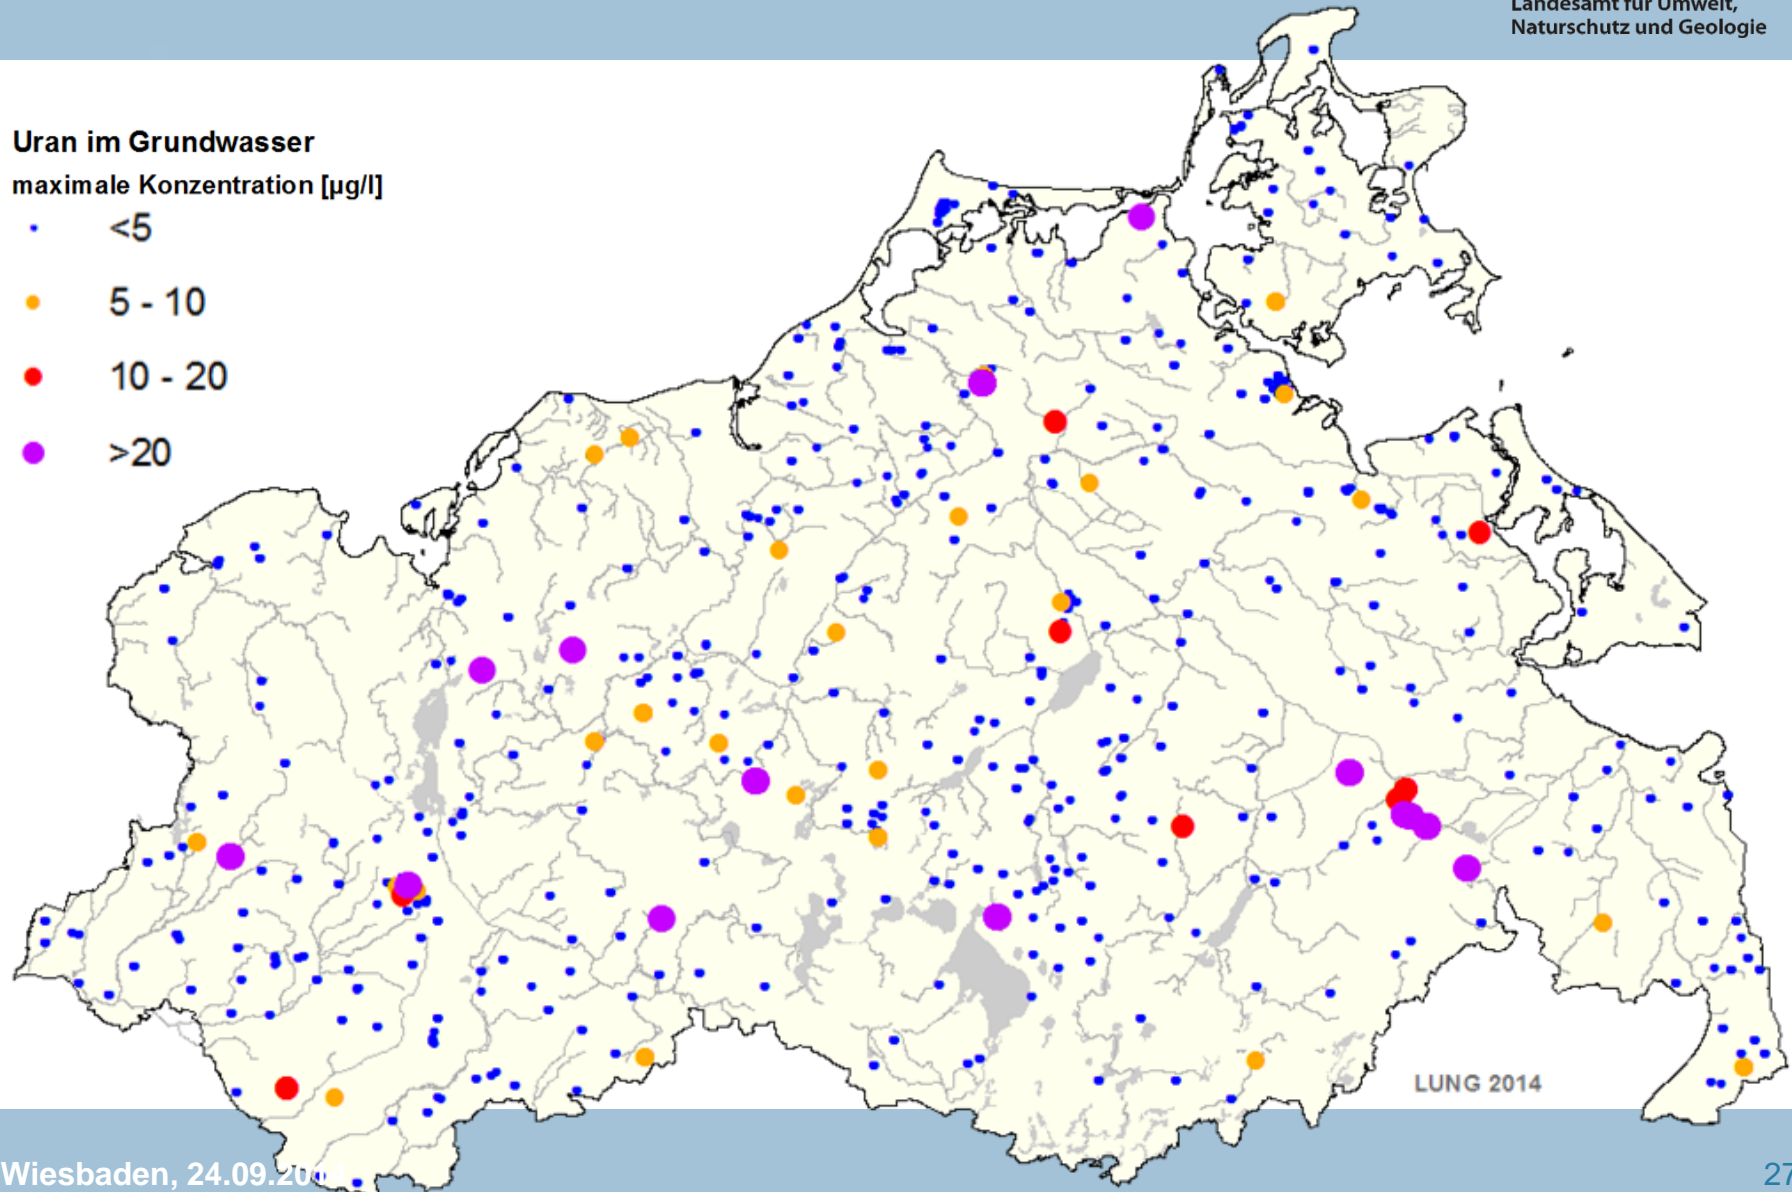 Landesamt für Umwelt,
Naturschutz und Geologie
Uran im Grundwasser
maximale Konzentration [µg/l]
<5
5 - 10
10 - 20
>20
LUNG 2014
Wiesbaden, 24.09.20
27